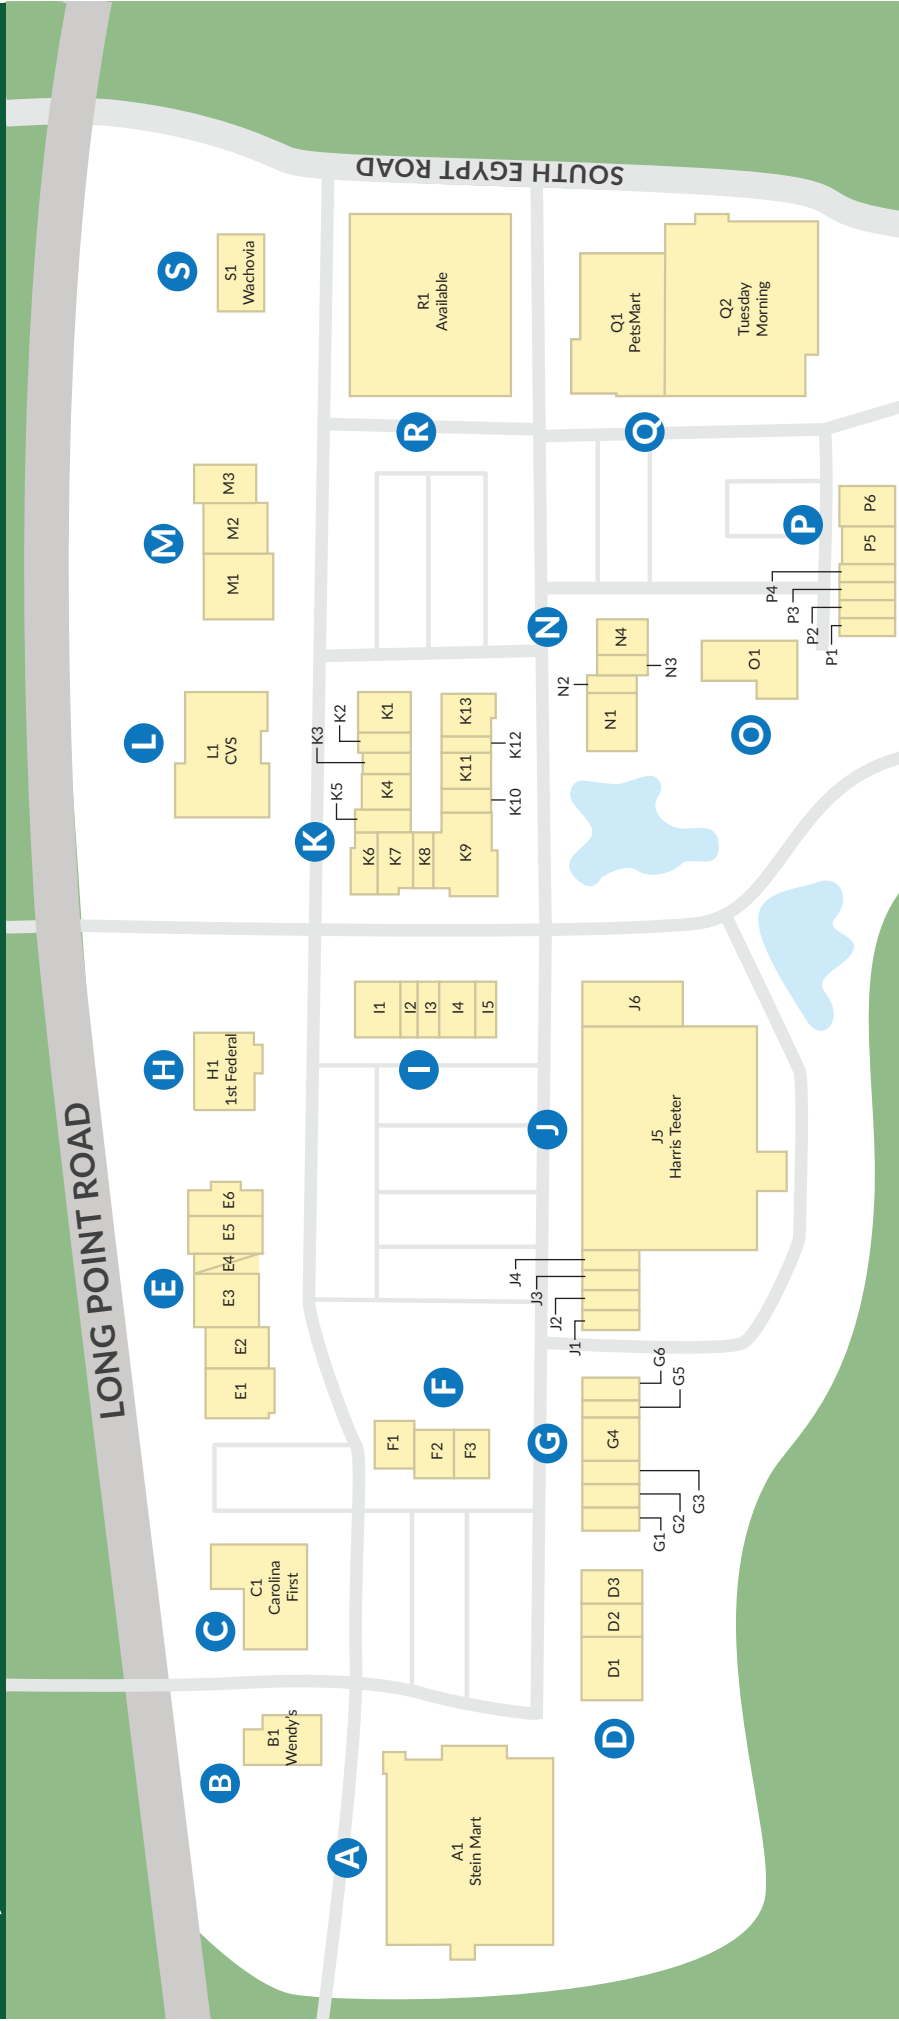 LONG POINT ROAD
SOUTH EGYPT ROAD
A
A1
Stein Mart
B
B1
Wendy's
C
C1
Carolina
First
D
D1
D2
D3
E
E1
E2
E3
E4
E5
E6
F
F1
F2
F3
G
G1
G2
G3
G4
G5
G6
H
H1
1st Federal
I
I1
I2
I3
I4
I5
J
J1
J2
J3
J4
J5
Harris Teeter
J6
K
K1
K2
K3
K4
K5
K6
K7
K8
K9
K10
K11
K12
K13
L
L1
CVS
M
M1
M2
M3
N
N1
N2
N3
N4
O
O1
P
P1
P2
P3
P4
P5
P6
Q
Q1
PetsMart
Q2
Tuesday
Morning
R
R1
Available
S
S1
Wachovia